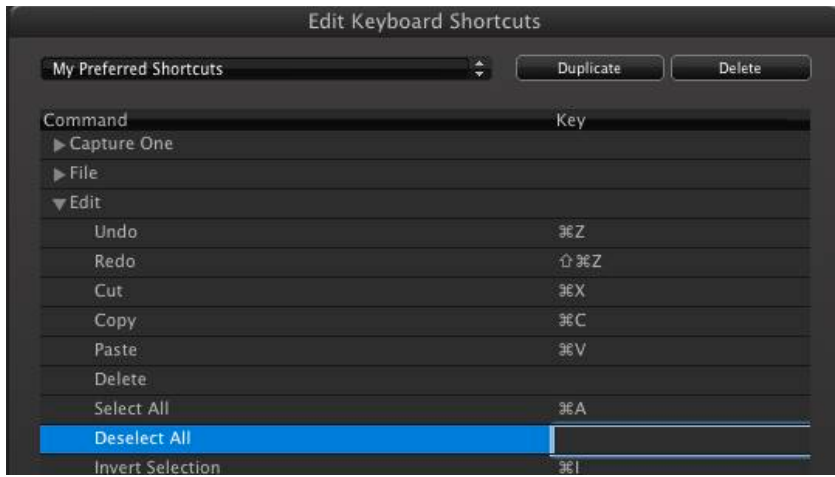 Edit Keyboard Shortcuts
My Preferred Shortcuts Duplicate Delete
Command Key
Capture One
File
Edit
Undo ⌘Z
Redo ⇧⌘Z
Cut ⌘X
Copy ⌘C
Paste ⌘V
Delete
Select All ⌘A
Deselect All
Invert Selection ⌘I